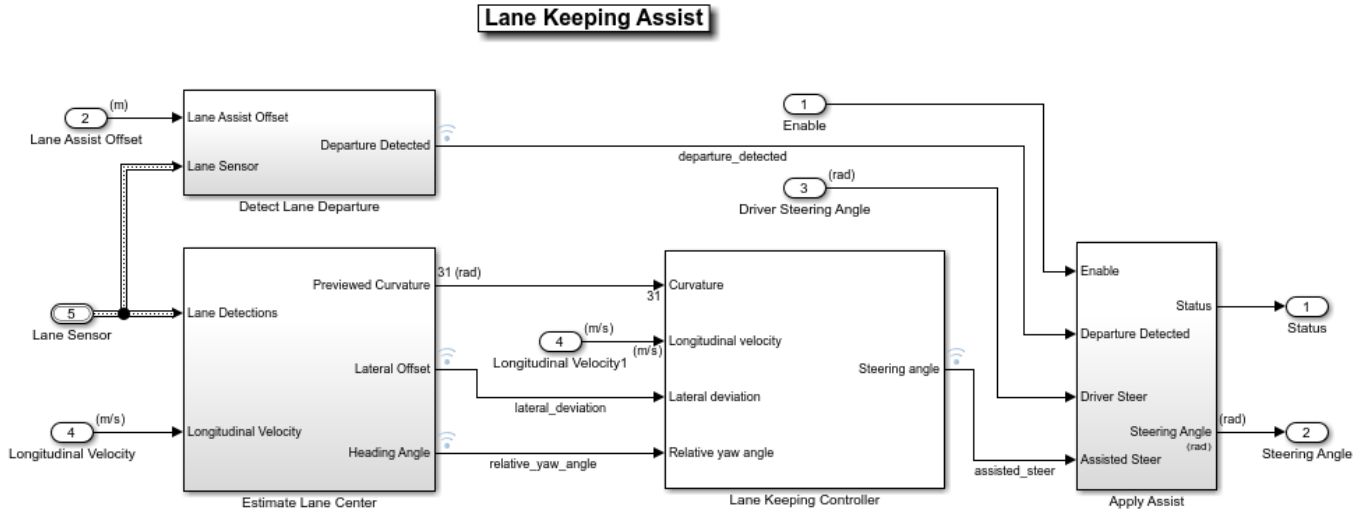 Lane Keeping Assist
2
(m)
Lane Assist Offset
Lane Assist Offset
Lane Sensor
Departure Detected
Detect Lane Departure
departure_detected
1
Enable
3
(rad)
Driver Steering Angle
5
Lane Sensor
4
(m/s)
Longitudinal Velocity
Previewed Curvature
Lane Detections
Lateral Offset
Longitudinal Velocity
Heading Angle
Estimate Lane Center
31 (rad)
31
4
(m/s)
(m/s)
Longitudinal Velocity1
lateral_deviation
relative_yaw_angle
Curvature
Longitudinal velocity
Steering angle
Lateral deviation
Relative yaw angle
Lane Keeping Controller
assisted_steer
Enable
Status
Departure Detected
Driver Steer
Steering Angle
(rad)
Assisted Steer
Apply Assist
1
Status
(rad)
2
Steering Angle